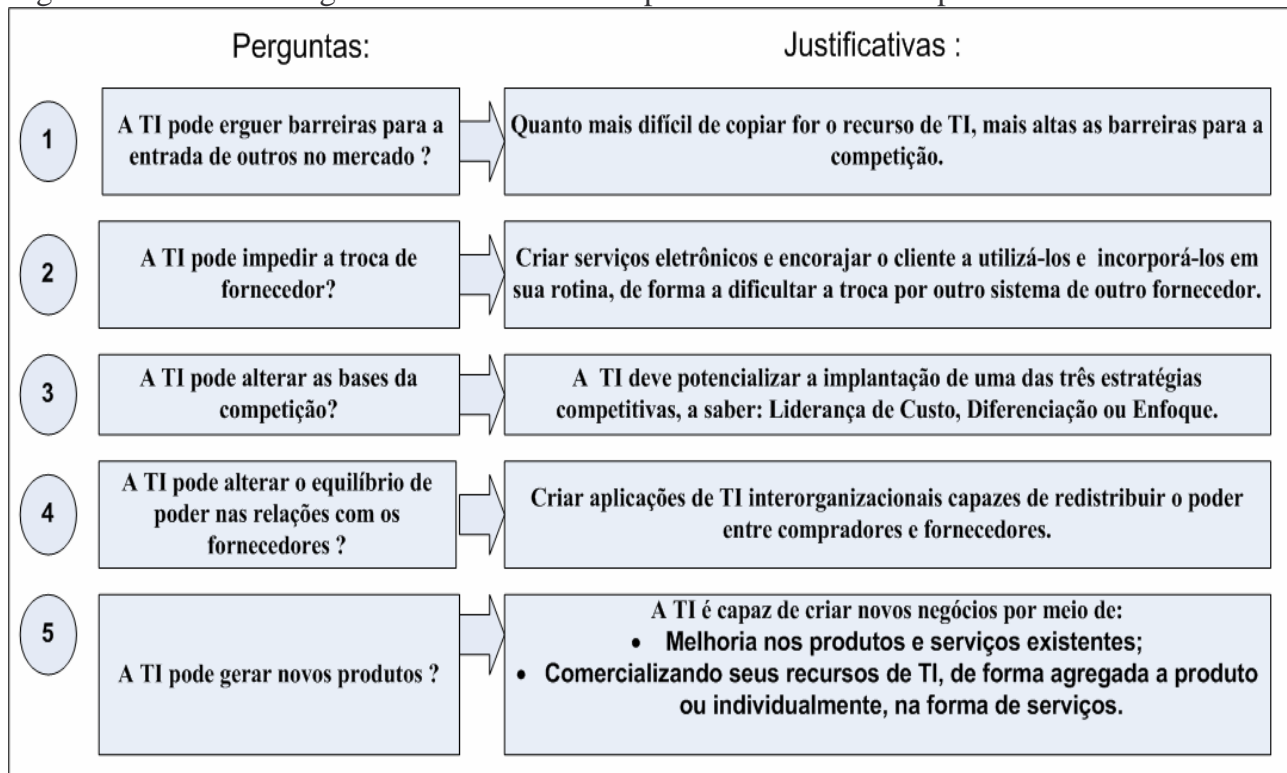 Perguntas:
Justificativas :
1
A TI pode erguer barreiras para a
entrada de outros no mercado ?
Quanto mais difícil de copiar for o recurso de TI, mais altas as barreiras para a
competição.
2
A TI pode impedir a troca de
fornecedor?
Criar serviços eletrônicos e encorajar o cliente a utilizá-los e incorporá-los em
sua rotina, de forma a dificultar a troca por outro sistema de outro fornecedor.
3
A TI pode alterar as bases da
competição?
A TI deve potencializar a implantação de uma das três estratégias
competitivas, a saber: Liderança de Custo, Diferenciação ou Enfoque.
4
A TI pode alterar o equilíbrio de
poder nas relações com os
fornecedores ?
Criar aplicações de TI interorganizacionais capazes de redistribuir o poder
entre compradores e fornecedores.
5
A TI pode gerar novos produtos ?
A TI é capaz de criar novos negócios por meio de:
• Melhoria nos produtos e serviços existentes;
• Comercializando seus recursos de TI, de forma agregada a produto
ou individualmente, na forma de serviços.